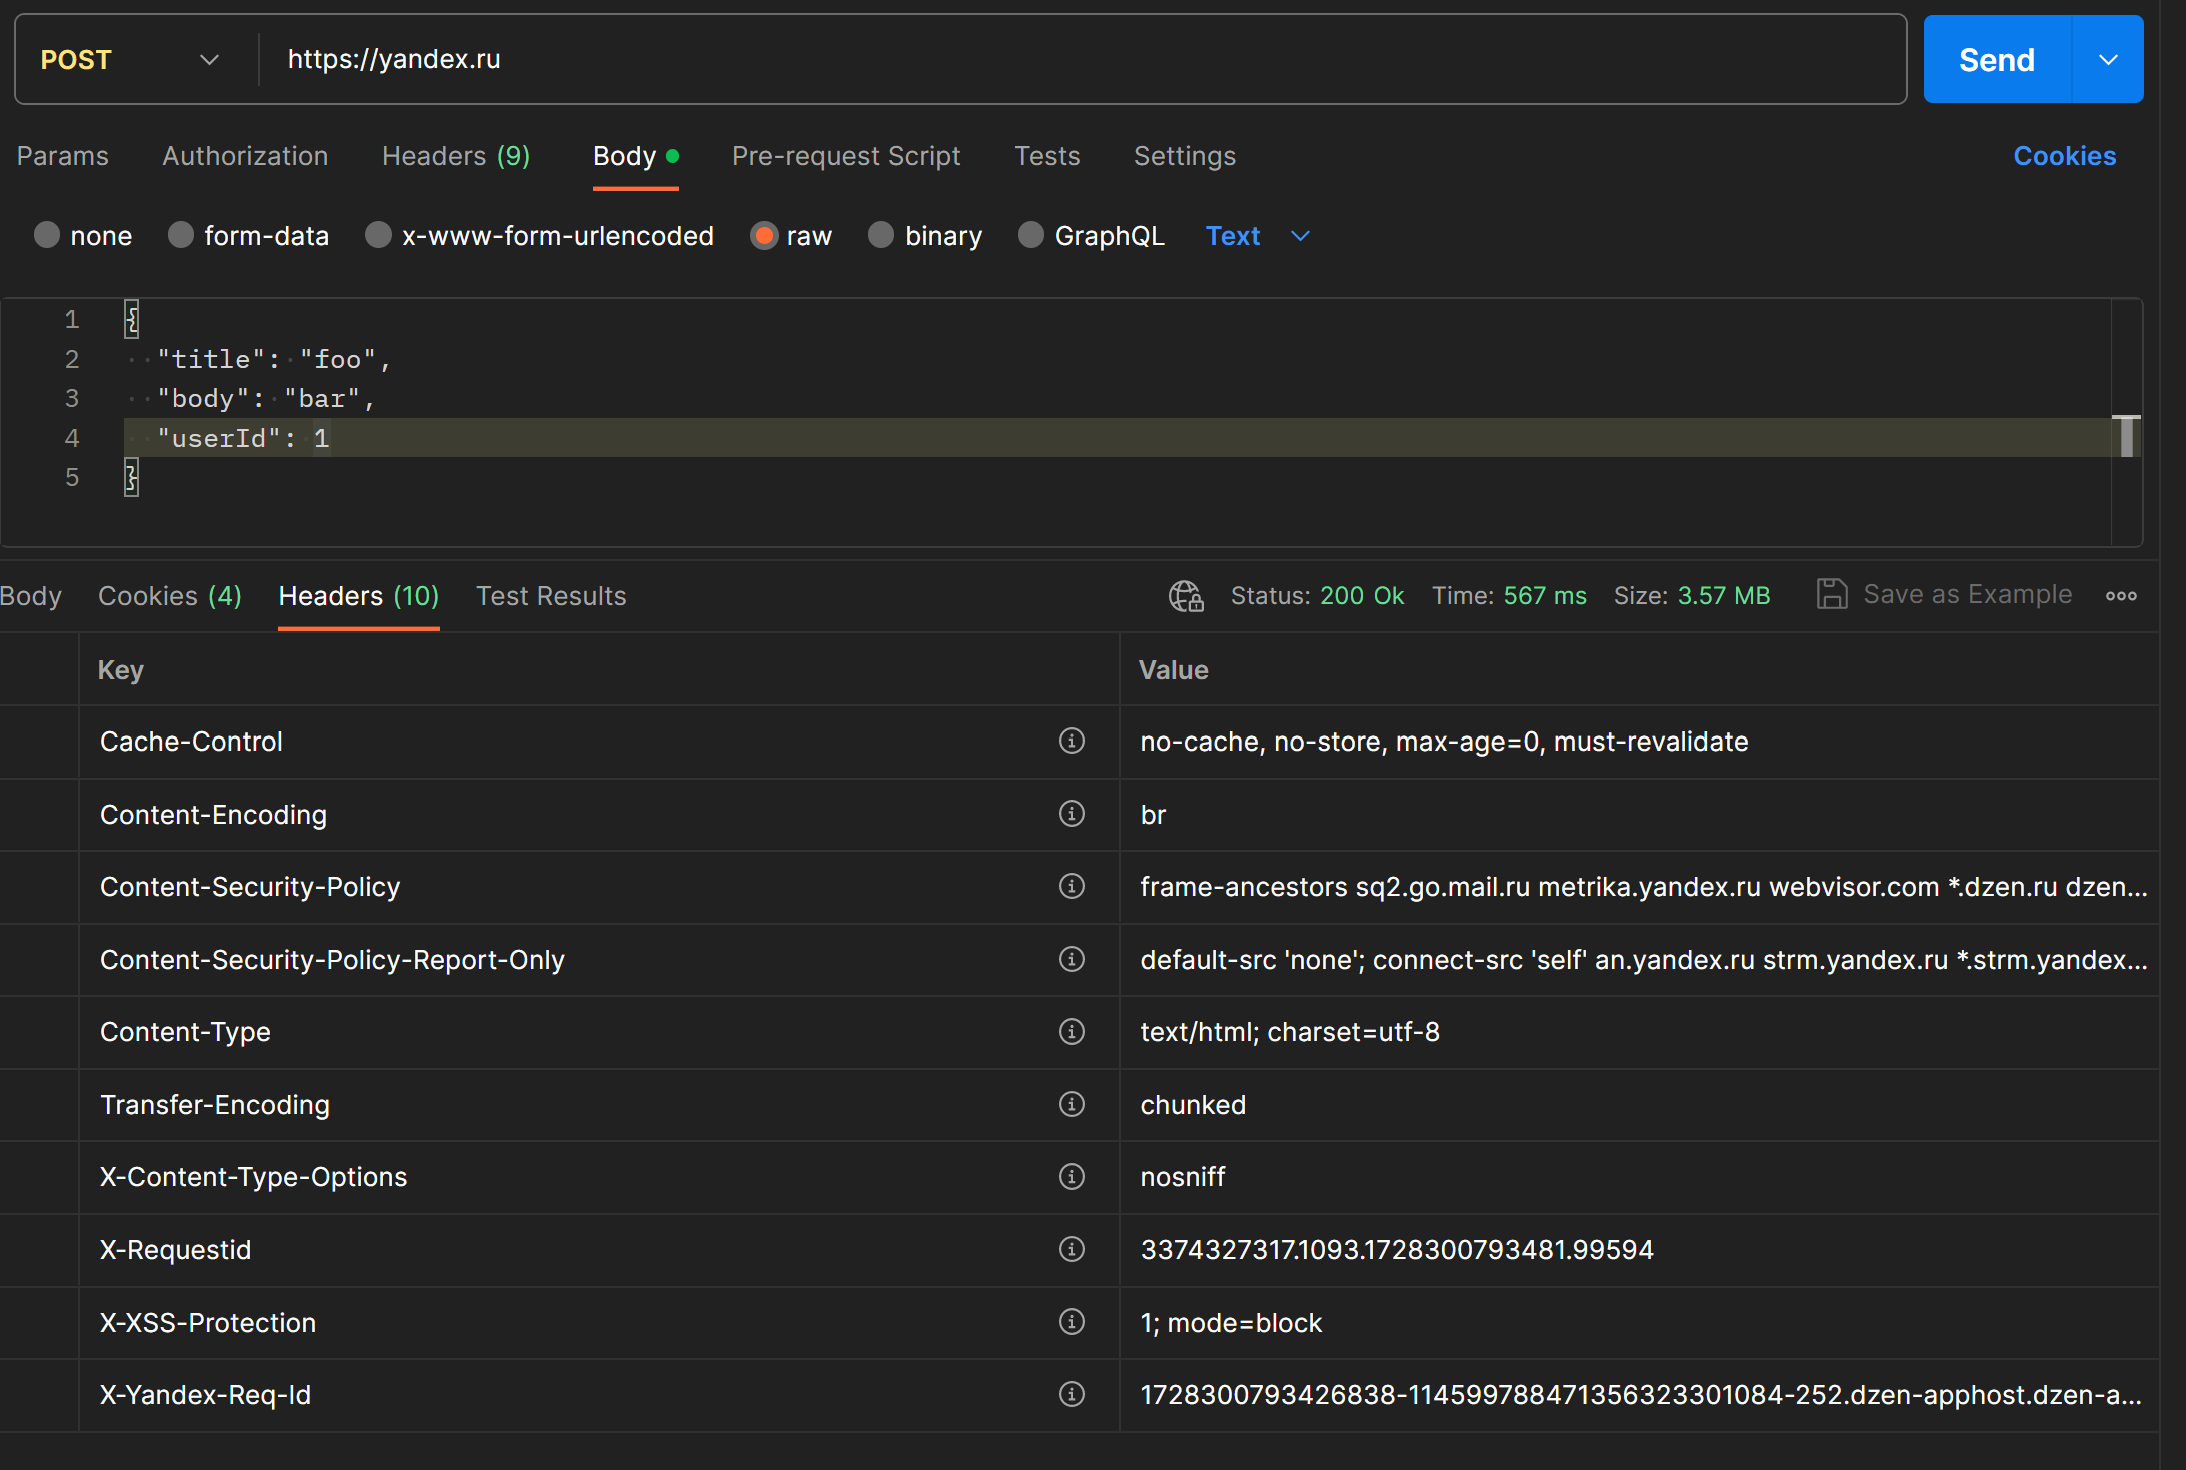 POST https://yandex.ru Send
Params Authorization Headers (9) Body Pre-request Script Tests Settings Cookies
none form-data x-www-form-urlencoded raw binary GraphQL Text
1 {
2 "title": "foo",
3 "body": "bar",
4 "userId": 1
5 }
Body Cookies (4) Headers (10) Test Results Status: 200 Ok Time: 567 ms Size: 3.57 MB Save as Example
Key Value
Cache-Control no-cache, no-store, max-age=0, must-revalidate
Content-Encoding br
Content-Security-Policy frame-ancestors sq2.go.mail.ru metrika.yandex.ru webvisor.com *.dzen.ru dzen...
Content-Security-Policy-Report-Only default-src 'none'; connect-src 'self' an.yandex.ru strm.yandex.ru *.strm.yandex...
Content-Type text/html; charset=utf-8
Transfer-Encoding chunked
X-Content-Type-Options nosniff
X-Requestid 3374327317.1093.1728300793481.99594
X-XSS-Protection 1; mode=block
X-Yandex-Req-Id 1728300793426838-114599788471356323301084-252.dzen-apphost.dzen-a...